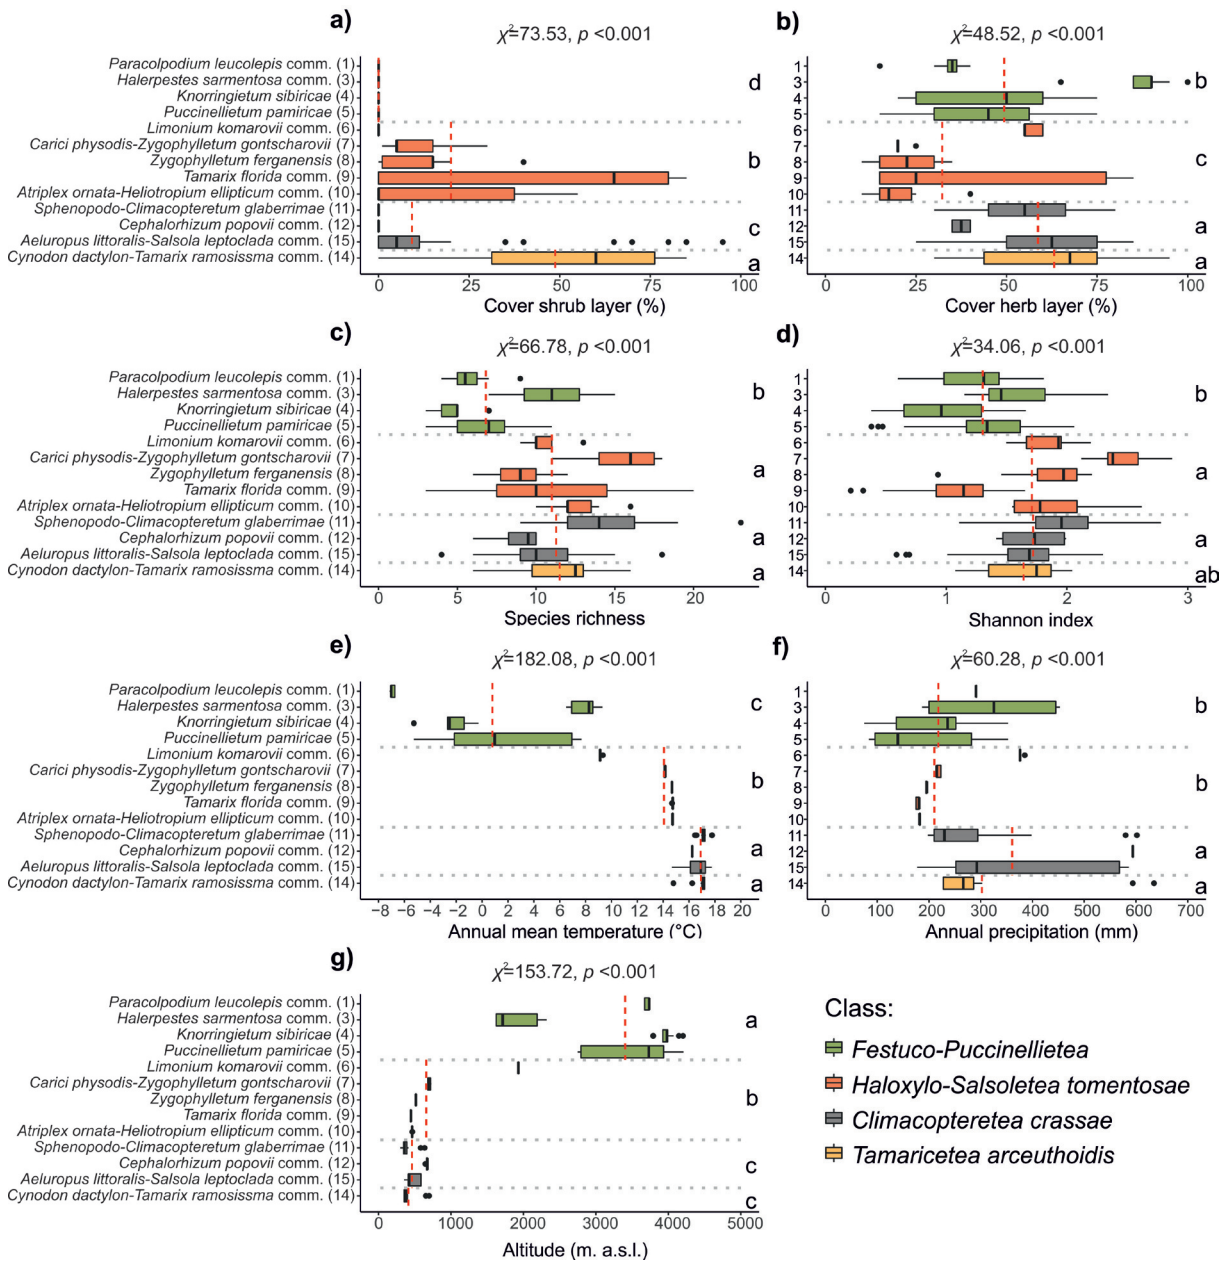 a)
χ²=73.53, p <0.001
Paracolpodium leucolepis comm. (1)
Halerpestes sarmentosa comm. (3)
Knorringietum sibiricae (4)
Puccinellietum pamiricae (5)
Limonium komarovii comm. (6)
Carici physodis-Zygophylletum gontscharovii (7)
Zygophylletum ferganensis (8)
Tamarix florida comm. (9)
Atriplex ornata-Heliotropium ellipticum comm. (10)
Sphenopodo-Climacopteretum glaberrimae (11)
Cephalorhizum popovii comm. (12)
Aeluropus littoralis-Salsola leptoclada comm. (15)
Cynodon dactylon-Tamarix ramosissma comm. (14)
d
b
c
a
0 25 50 75 100
Cover shrub layer (%)
b)
χ²=48.52, p <0.001
1
3
4
5
6
7
8
9
10
11
12
15
14
b
c
a
a
25 50 75 100
Cover herb layer (%)
c)
χ²=66.78, p <0.001
Paracolpodium leucolepis comm. (1)
Halerpestes sarmentosa comm. (3)
Knorringietum sibiricae (4)
Puccinellietum pamiricae (5)
Limonium komarovii comm. (6)
Carici physodis-Zygophylletum gontscharovii (7)
Zygophylletum ferganensis (8)
Tamarix florida comm. (9)
Atriplex ornata-Heliotropium ellipticum comm. (10)
Sphenopodo-Climacopteretum glaberrimae (11)
Cephalorhizum popovii comm. (12)
Aeluropus littoralis-Salsola leptoclada comm. (15)
Cynodon dactylon-Tamarix ramosissma comm. (14)
b
a
a
a
0 5 10 15 20
Species richness
d)
χ²=34.06, p <0.001
1
3
4
5
6
7
8
9
10
11
12
15
14
b
a
a
ab
0 1 2 3
Shannon index
e)
χ²=182.08, p <0.001
Paracolpodium leucolepis comm. (1)
Halerpestes sarmentosa comm. (3)
Knorringietum sibiricae (4)
Puccinellietum pamiricae (5)
Limonium komarovii comm. (6)
Carici physodis-Zygophylletum gontscharovii (7)
Zygophylletum ferganensis (8)
Tamarix florida comm. (9)
Atriplex ornata-Heliotropium ellipticum comm. (10)
Sphenopodo-Climacopteretum glaberrimae (11)
Cephalorhizum popovii comm. (12)
Aeluropus littoralis-Salsola leptoclada comm. (15)
Cynodon dactylon-Tamarix ramosissma comm. (14)
c
b
a
a
−8 −6 −4 −2 0 2 4 6 8 10 12 14 16 18 20
Annual mean temperature (°C)
f)
χ²=60.28, p <0.001
1
3
4
5
6
7
8
9
10
11
12
15
14
b
b
a
a
0 100 200 300 400 500 600 700
Annual precipitation (mm)
g)
χ²=153.72, p <0.001
Paracolpodium leucolepis comm. (1)
Halerpestes sarmentosa comm. (3)
Knorringietum sibiricae (4)
Puccinellietum pamiricae (5)
Limonium komarovii comm. (6)
Carici physodis-Zygophylletum gontscharovii (7)
Zygophylletum ferganensis (8)
Tamarix florida comm. (9)
Atriplex ornata-Heliotropium ellipticum comm. (10)
Sphenopodo-Climacopteretum glaberrimae (11)
Cephalorhizum popovii comm. (12)
Aeluropus littoralis-Salsola leptoclada comm. (15)
Cynodon dactylon-Tamarix ramosissma comm. (14)
a
b
c
c
0 1000 2000 3000 4000 5000
Altitude (m. a.s.l.)
Class:
Festuco-Puccinellietea
Haloxylo-Salsoletea tomentosae
Climacopteretea crassae
Tamaricetea arceuthoidis